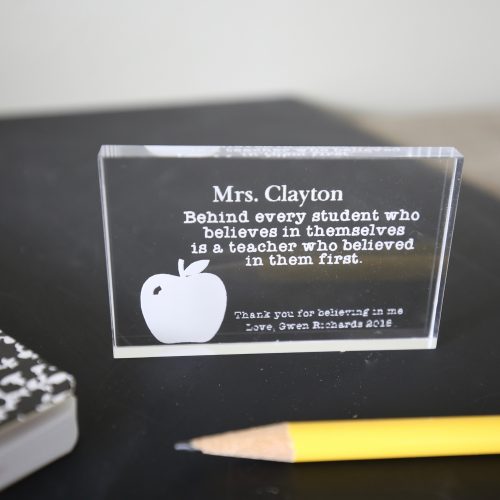 Mrs. Clayton
Behind every student who
believes in themselves
is a teacher who believed
in them first.
Thank you for believing in me
Love, Gwen Richards 2018